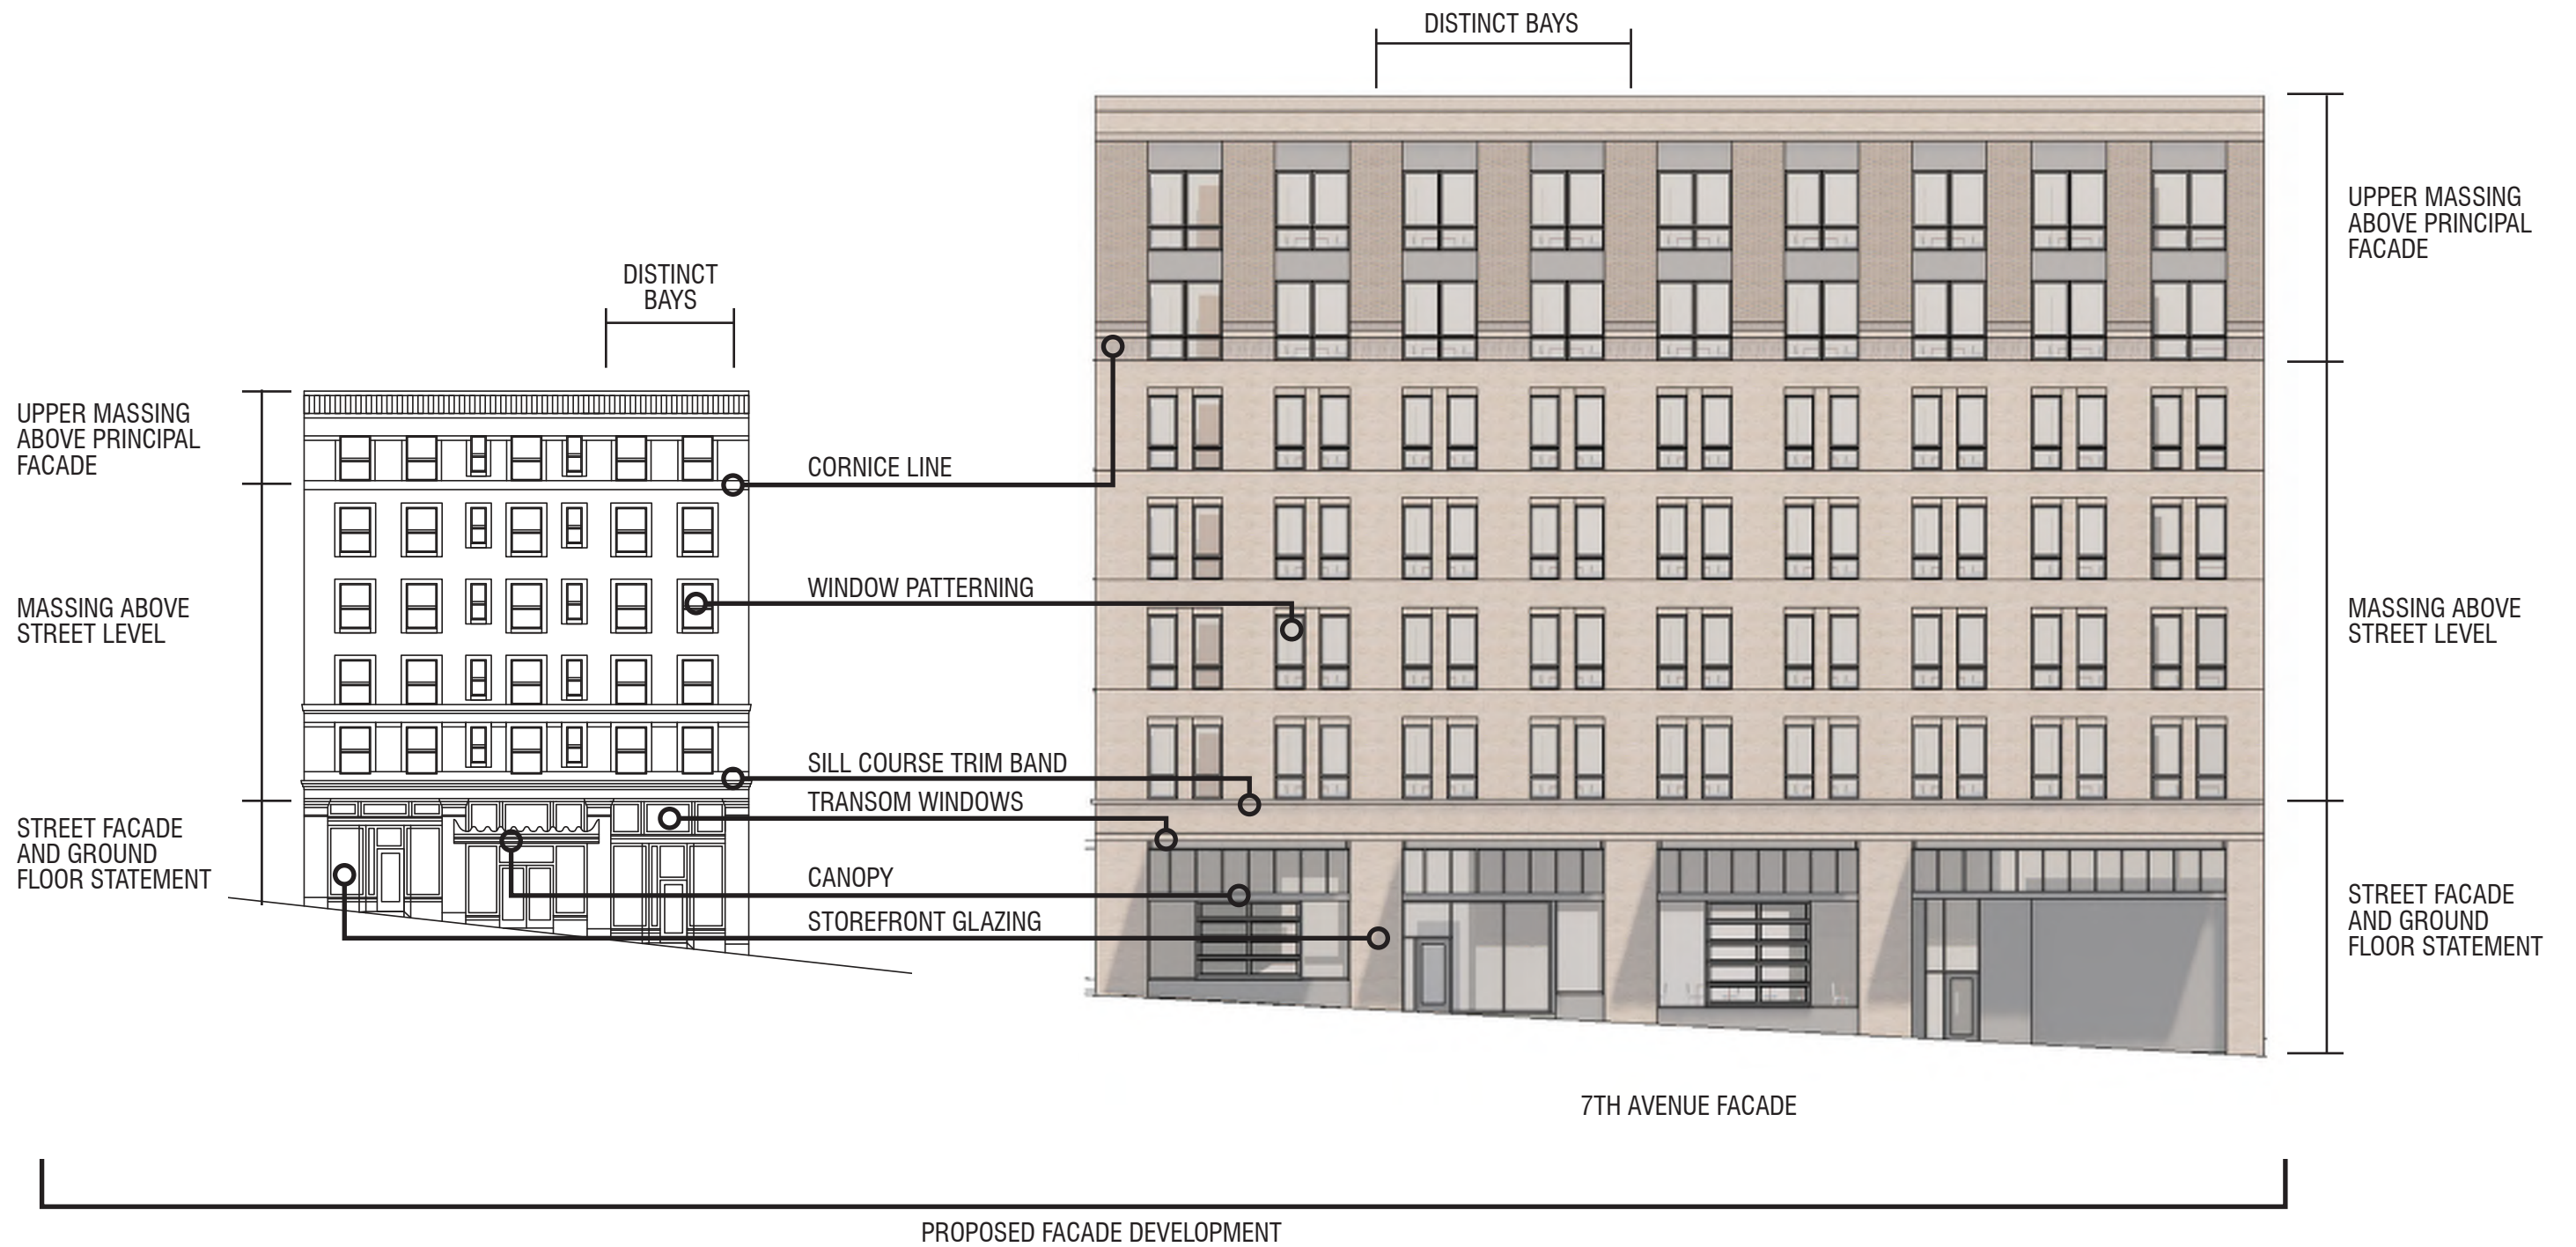 DISTINCT BAYS
DISTINCT
BAYS
UPPER MASSING
ABOVE PRINCIPAL
FACADE
MASSING ABOVE
STREET LEVEL
STREET FACADE
AND GROUND
FLOOR STATEMENT
CORNICE LINE
WINDOW PATTERNING
SILL COURSE TRIM BAND
TRANSOM WINDOWS
CANOPY
STOREFRONT GLAZING
UPPER MASSING
ABOVE PRINCIPAL
FACADE
MASSING ABOVE
STREET LEVEL
STREET FACADE
AND GROUND
FLOOR STATEMENT
7TH AVENUE FACADE
PROPOSED FACADE DEVELOPMENT